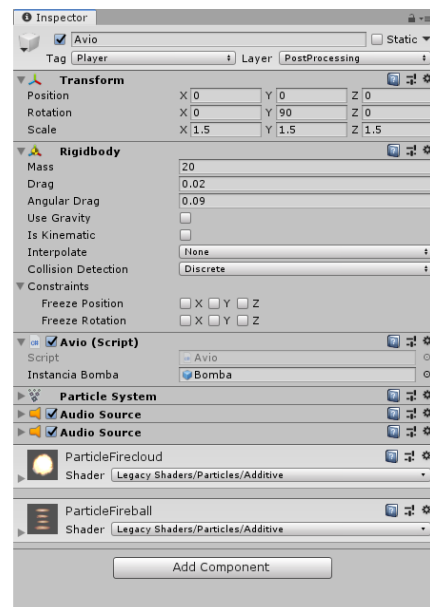 Inspector
Avio Static
Tag Player Layer PostProcessing
Transform
Position X 0 Y 0 Z 0
Rotation X 0 Y 90 Z 0
Scale X 1.5 Y 1.5 Z 1.5
Rigidbody
Mass 20
Drag 0.02
Angular Drag 0.09
Use Gravity
Is Kinematic
Interpolate None
Collision Detection Discrete
Constraints
Freeze Position X Y Z
Freeze Rotation X Y Z
Avio (Script)
Script Avio
Instancia Bomba Bomba
Particle System
Audio Source
Audio Source
ParticleFirecloud
Shader Legacy Shaders/Particles/Additive
ParticleFireball
Shader Legacy Shaders/Particles/Additive
Add Component